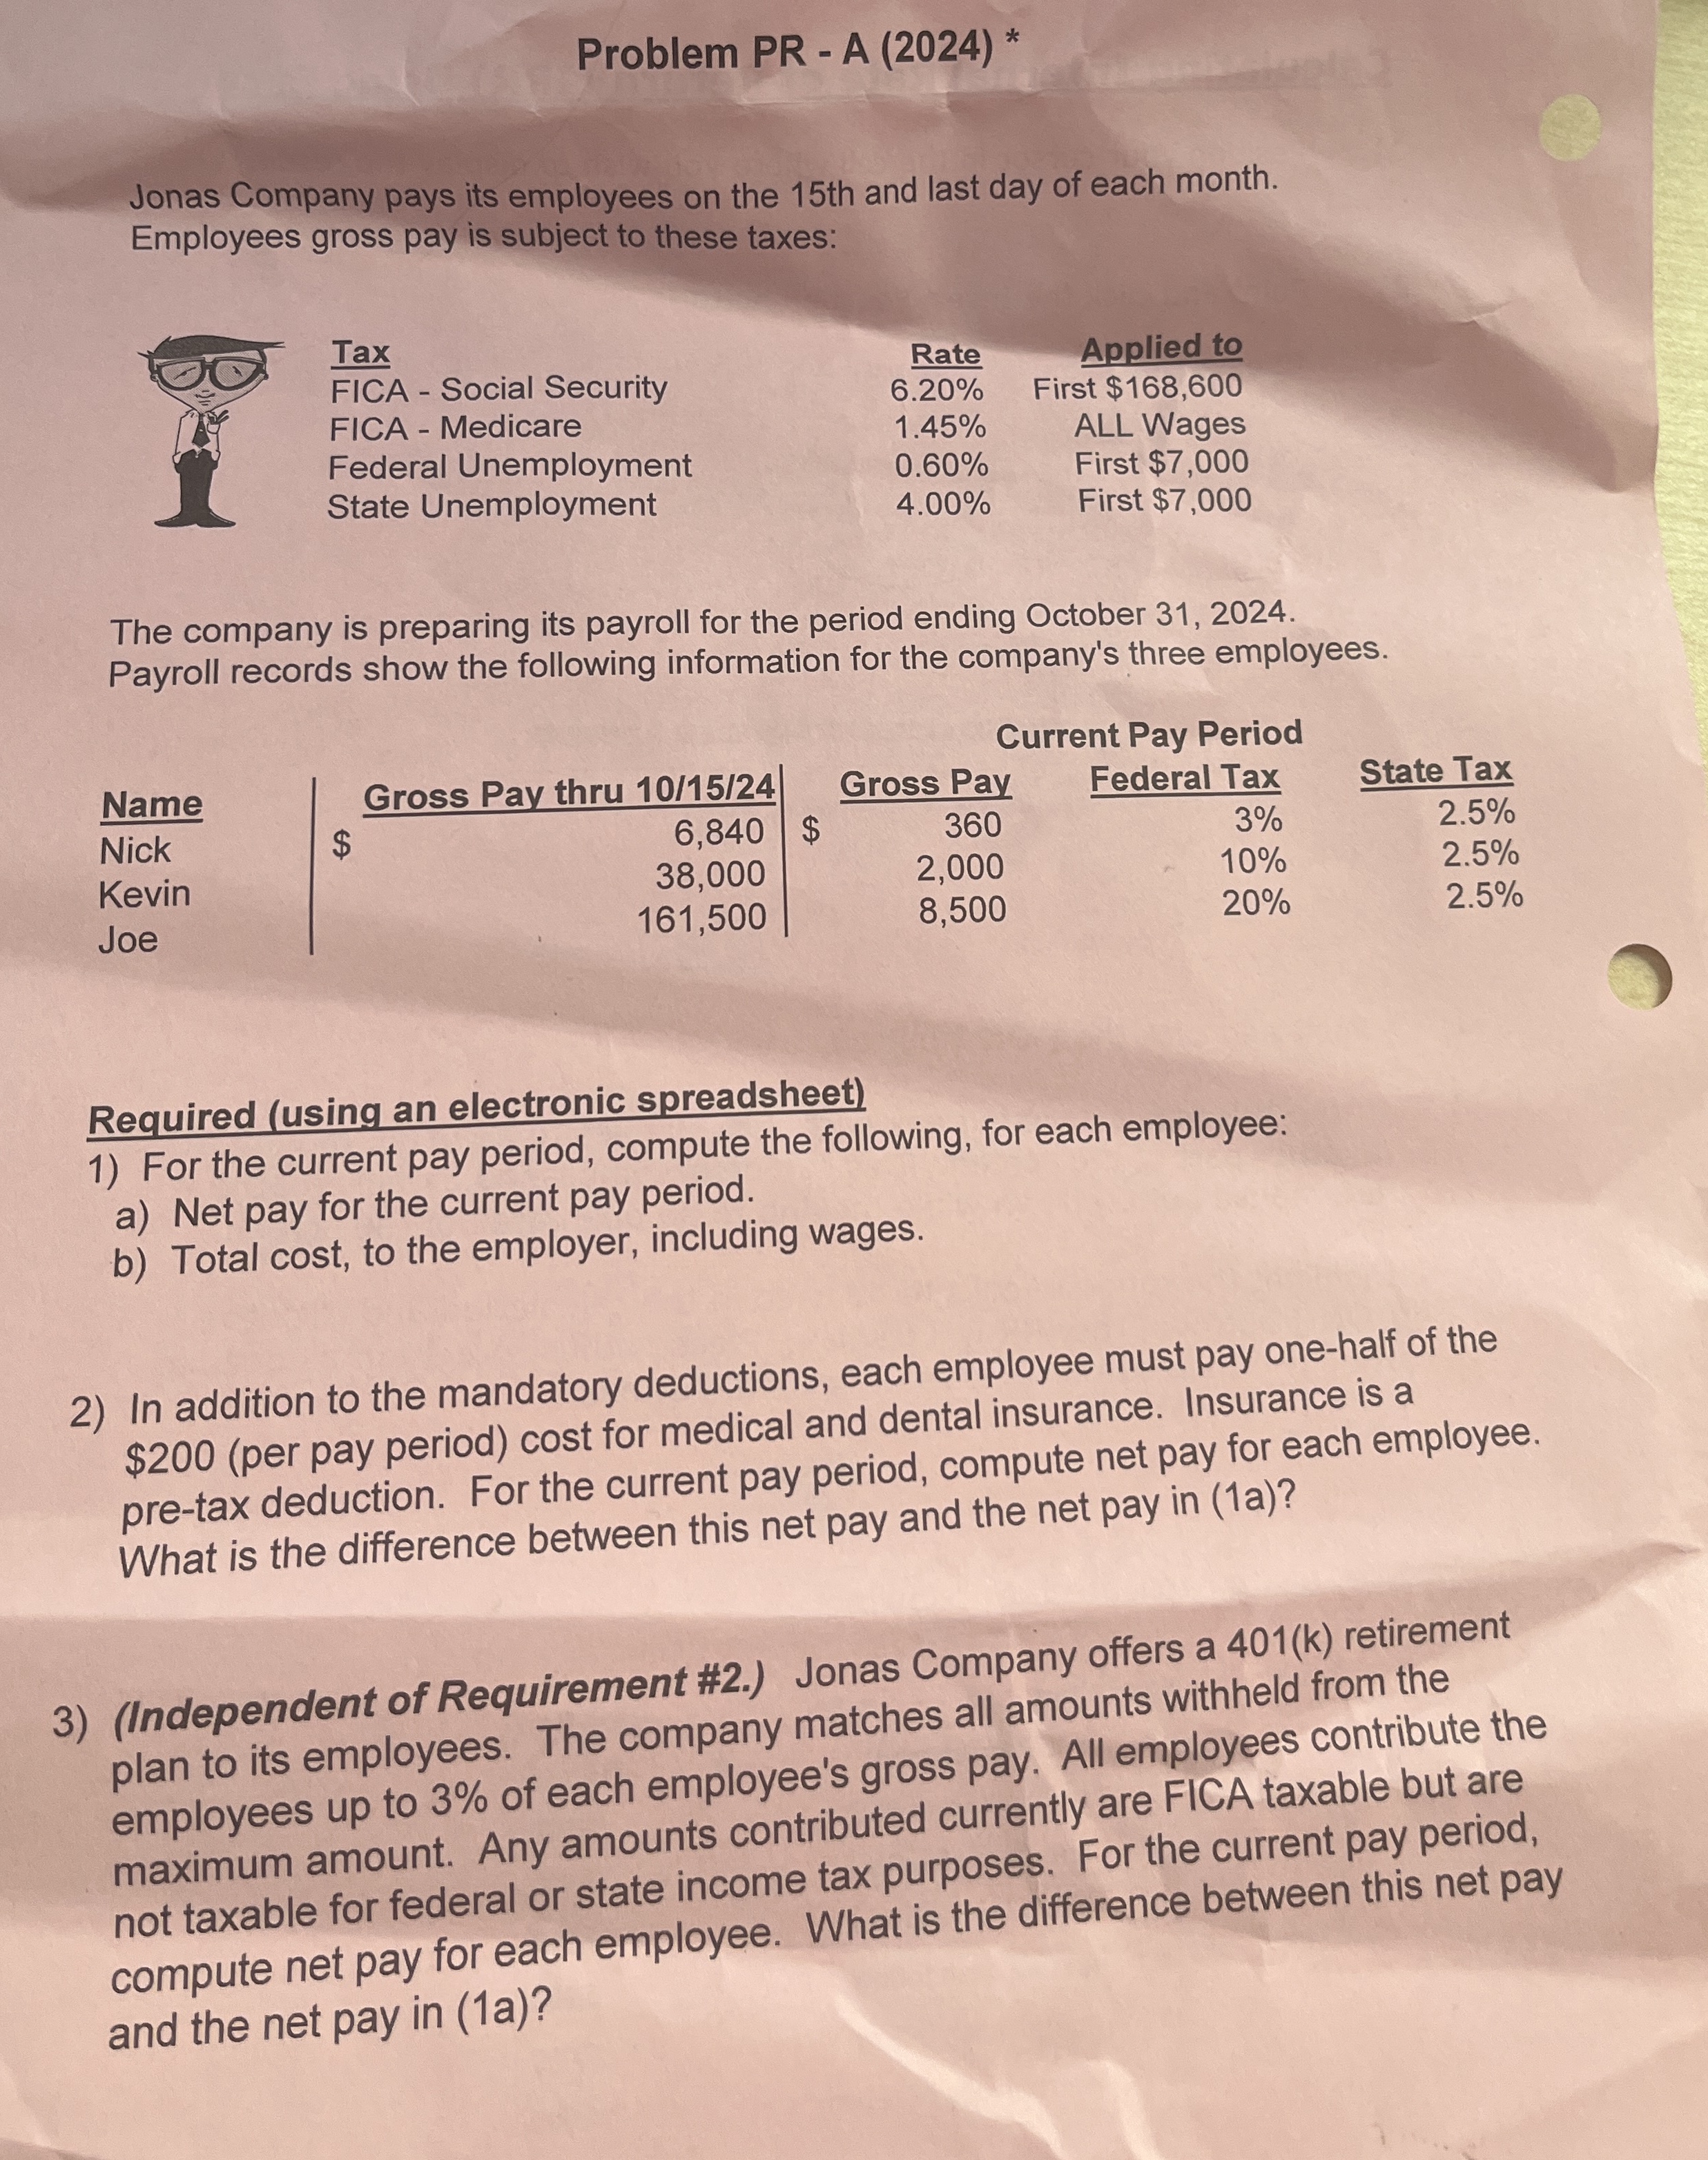 Problem PR - A (2024) *
Jonas Company pays its employees on the 15th and last day of each month.
Employees gross pay is subject to these taxes:
Tax Rate Applied to
FICA - Social Security 6.20% First $168,600
FICA - Medicare 1.45% ALL Wages
Federal Unemployment 0.60% First $7,000
State Unemployment 4.00% First $7,000
The company is preparing its payroll for the period ending October 31, 2024.
Payroll records show the following information for the company's three employees.
Current Pay Period
Name Gross Pay thru 10/15/24 Gross Pay Federal Tax State Tax
Nick $ 6,840 $ 360 3% 2.5%
Kevin 38,000 2,000 10% 2.5%
Joe 161,500 8,500 20% 2.5%
Required (using an electronic spreadsheet)
1) For the current pay period, compute the following, for each employee:
a) Net pay for the current pay period.
b) Total cost, to the employer, including wages.
2) In addition to the mandatory deductions, each employee must pay one-half of the
$200 (per pay period) cost for medical and dental insurance. Insurance is a
pre-tax deduction. For the current pay period, compute net pay for each employee.
What is the difference between this net pay and the net pay in (1a)?
3) (Independent of Requirement #2.) Jonas Company offers a 401(k) retirement
plan to its employees. The company matches all amounts withheld from the
employees up to 3% of each employee's gross pay. All employees contribute the
maximum amount. Any amounts contributed currently are FICA taxable but are
not taxable for federal or state income tax purposes. For the current pay period,
compute net pay for each employee. What is the difference between this net pay
and the net pay in (1a)?